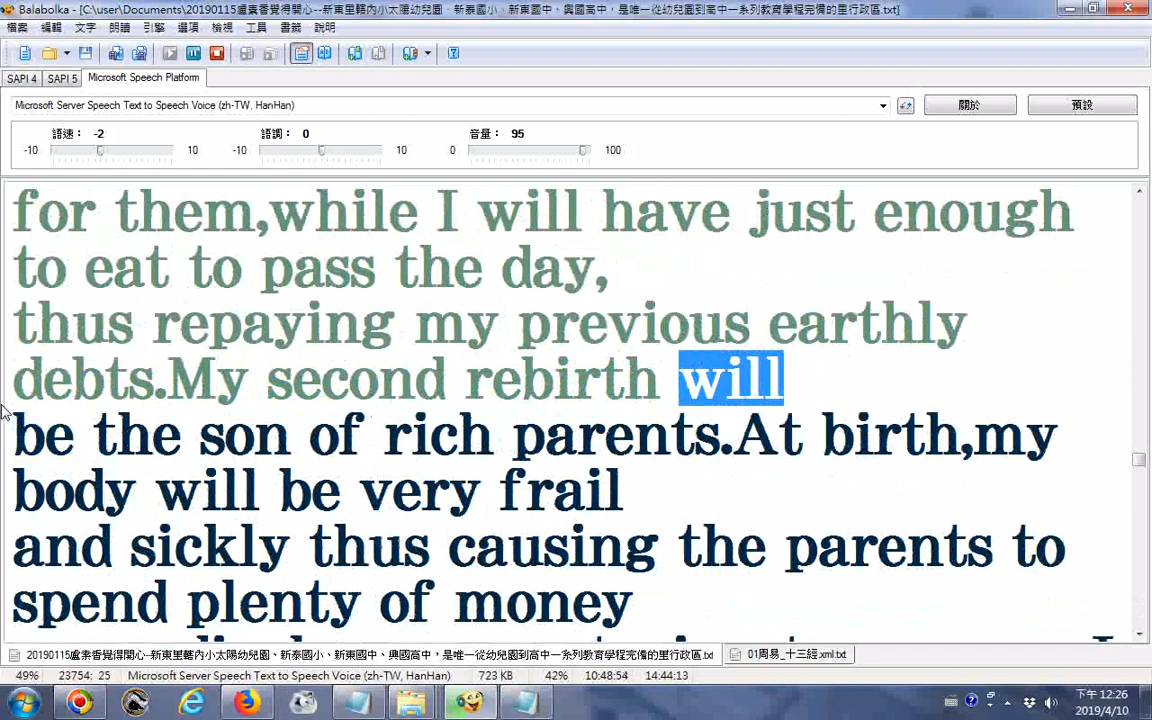 Balabolka - [C:\user\Documents\20190115盧素香覺得開心--新東里轄內小太陽幼兒園、新泰國小、新東國中、興國高中，是唯一從幼兒園到高中一系列教育學程完備的里行政區.txt]
檔案 編輯 文字 朗讀 引擎 選項 檢視 工具 書籤 說明
SAPI 4 SAPI 5 Microsoft Speech Platform
Microsoft Server Speech Text to Speech Voice (zh-TW, HanHan) 關於 預設
語速： -2 語調： 0 音量： 95
-10 10 -10 10 0 100
for them,while I will have just enough
to eat to pass the day,
thus repaying my previous earthly
debts.My second rebirth will
be the son of rich parents.At birth,my
body will be very frail
and sickly thus causing the parents to
spend plenty of money
20190115盧素香覺得開心--新東里轄內小太陽幼兒園、新泰國小、新東國中、興國高中，是唯一從幼兒園到高中一系列教育學程完備的里行政區.txt 01周易_十三經.xml.txt
49% 23754: 25 Microsoft Server Speech Text to Speech Voice (zh-TW, HanHan) 723 KB 42% 10:48:54 14:44:13
下午 12:26
2019/4/10